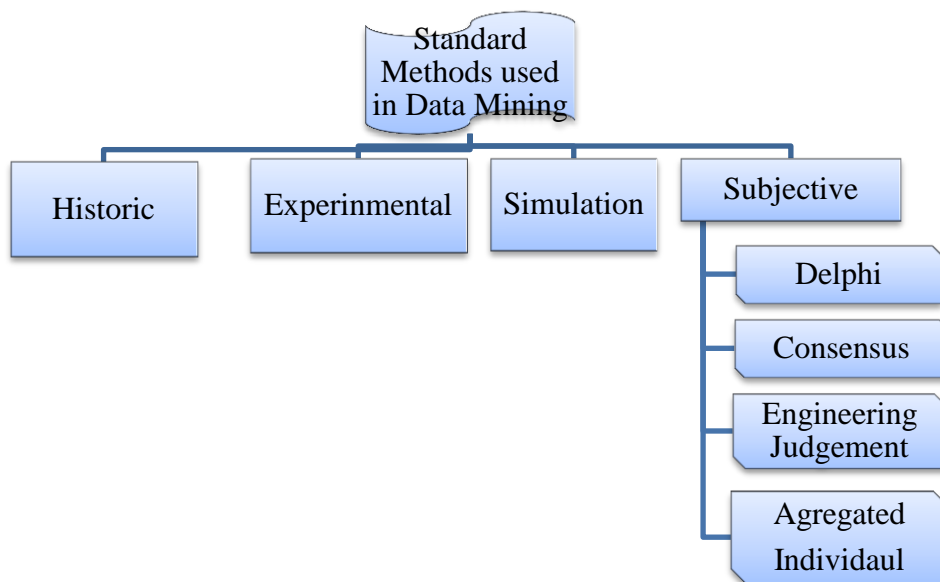 Standard
Methods used
in Data Mining
Historic
Experinmental
Simulation
Subjective
Delphi
Consensus
Engineering
Judgement
Agregated
Individaul